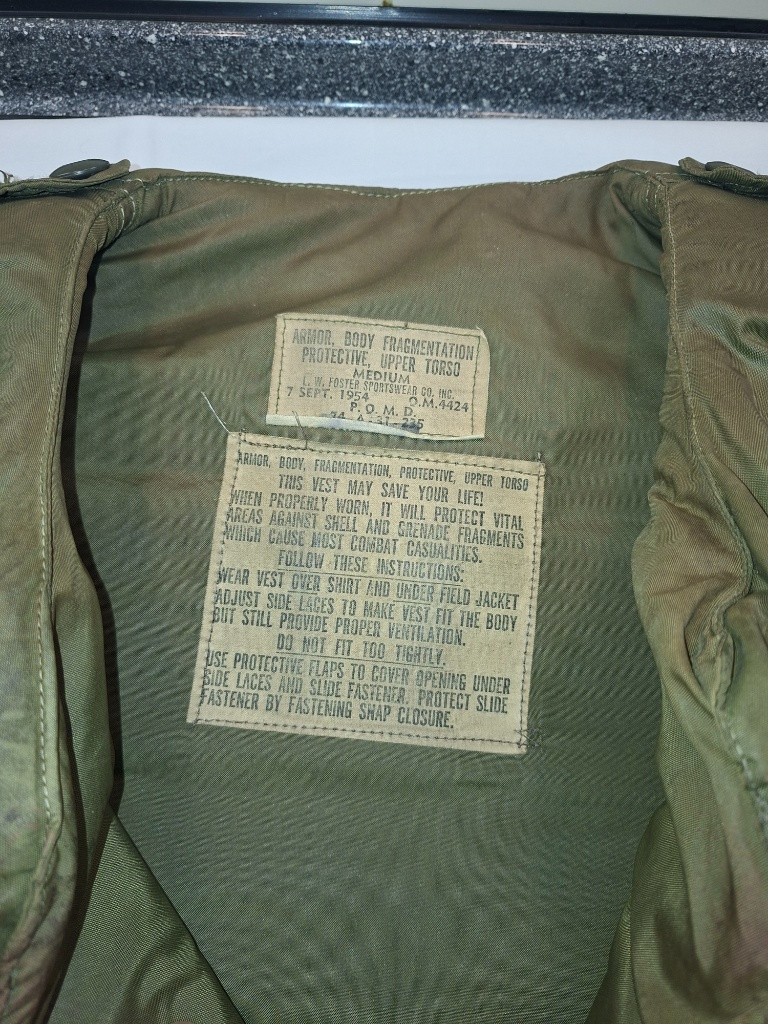 ARMOR, BODY FRAGMENTATION
PROTECTIVE, UPPER TORSO
MEDIUM
L. W. FOSTER SPORTSWEAR CO. INC.
7 SEPT. 1954 O.M.4424
P. O. M. D.
74-A-31-235
ARMOR, BODY, FRAGMENTATION, PROTECTIVE, UPPER TORSO
THIS VEST MAY SAVE YOUR LIFE!
WHEN PROPERLY WORN, IT WILL PROTECT VITAL
AREAS AGAINST SHELL AND GRENADE FRAGMENTS
WHICH CAUSE MOST COMBAT CASUALITIES.
FOLLOW THESE INSTRUCTIONS:
WEAR VEST OVER SHIRT AND UNDER FIELD JACKET
ADJUST SIDE LACES TO MAKE VEST FIT THE BODY
BUT STILL PROVIDE PROPER VENTILATION.
DO NOT FIT TOO TIGHTLY.
USE PROTECTIVE FLAPS TO COVER OPENING UNDER
SIDE LACES AND SLIDE FASTENER. PROTECT SLIDE
FASTENER BY FASTENING SNAP CLOSURE.